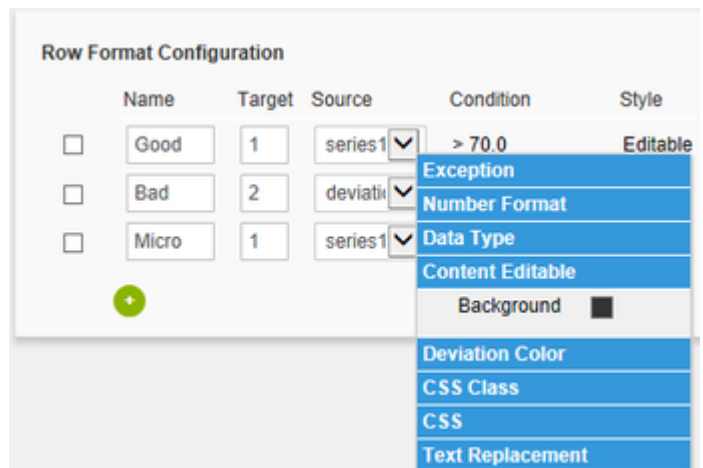 Row Format Configuration
Name Target Source Condition Style
Good 1 series1 > 70.0 Editable
Exception
Bad 2 deviati
Number Format
Micro 1 series1
Data Type
Content Editable
Background
Deviation Color
CSS Class
CSS
Text Replacement